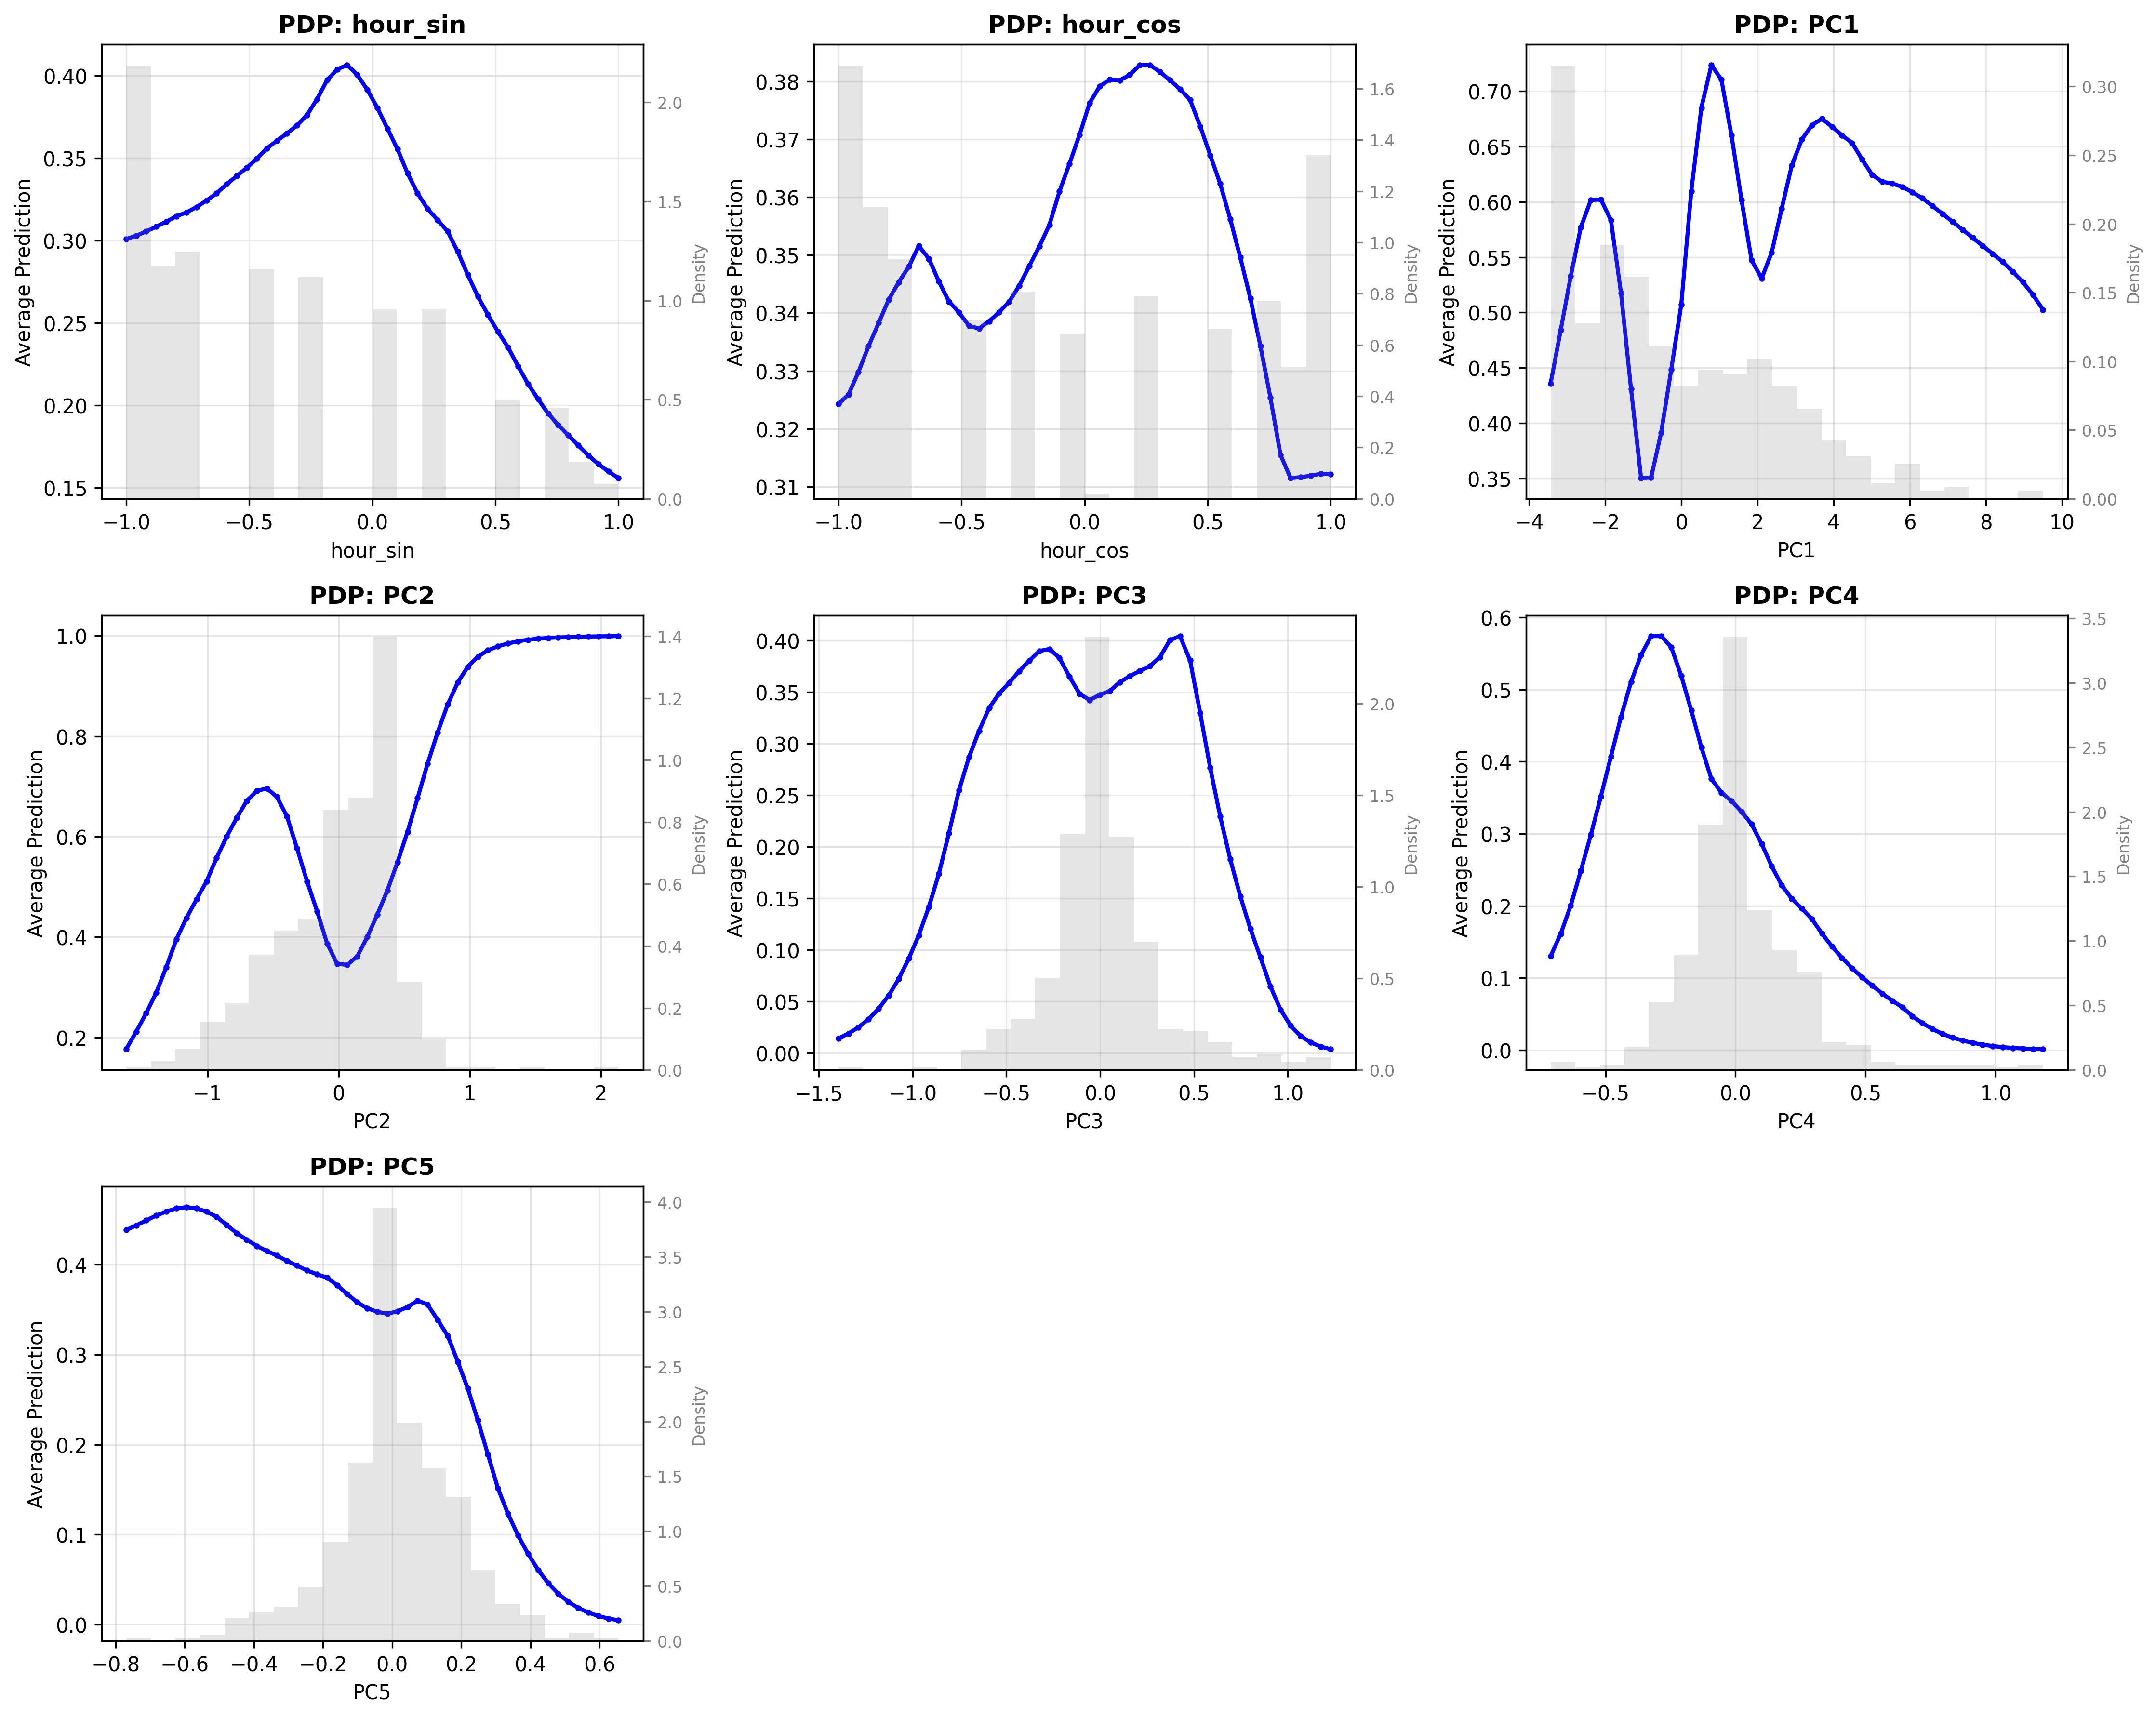 PDP: hour_sin
0.40
0.35
0.30
0.25
0.20
0.15
Average Prediction
2.0
1.5
1.0
0.5
0.0
Density
−1.0 −0.5 0.0 0.5 1.0
hour_sin
PDP: hour_cos
0.38
0.37
0.36
0.35
0.34
0.33
0.32
0.31
Average Prediction
1.6
1.4
1.2
1.0
0.8
0.6
0.4
0.2
0.0
Density
−1.0 −0.5 0.0 0.5 1.0
hour_cos
PDP: PC1
0.70
0.65
0.60
0.55
0.50
0.45
0.40
0.35
Average Prediction
0.30
0.25
0.20
0.15
0.10
0.05
0.00
Density
−4 −2 0 2 4 6 8 10
PC1
PDP: PC2
1.0
0.8
0.6
0.4
0.2
Average Prediction
1.4
1.2
1.0
0.8
0.6
0.4
0.2
0.0
Density
−1 0 1 2
PC2
PDP: PC3
0.40
0.35
0.30
0.25
0.20
0.15
0.10
0.05
0.00
Average Prediction
2.0
1.5
1.0
0.5
0.0
Density
−1.5 −1.0 −0.5 0.0 0.5 1.0
PC3
PDP: PC4
0.6
0.5
0.4
0.3
0.2
0.1
0.0
Average Prediction
3.5
3.0
2.5
2.0
1.5
1.0
0.5
0.0
Density
−0.5 0.0 0.5 1.0
PC4
PDP: PC5
0.4
0.3
0.2
0.1
0.0
Average Prediction
4.0
3.5
3.0
2.5
2.0
1.5
1.0
0.5
0.0
Density
−0.8 −0.6 −0.4 −0.2 0.0 0.2 0.4 0.6
PC5